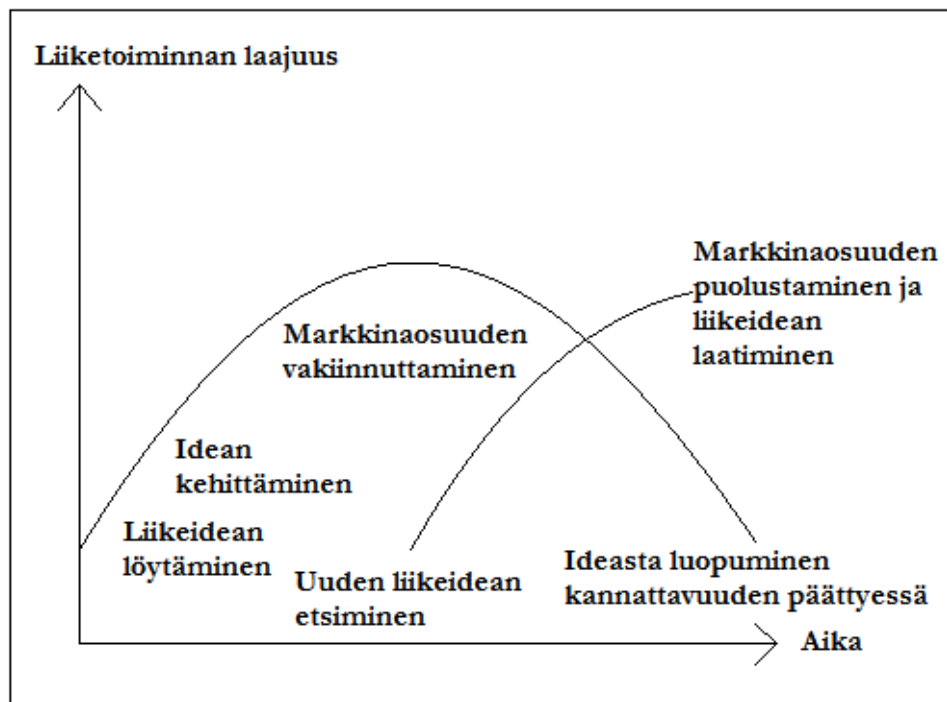 Liiketoiminnan laajuus
Markkinaosuuden
puolustaminen ja
liikeidean
laatiminen
Markkinaosuuden
vakiinnuttaminen
Idean
kehittäminen
Liikeidean
löytäminen
Uuden liikeidean
etsiminen
Ideasta luopuminen
kannattavuuden päättyessä
Aika